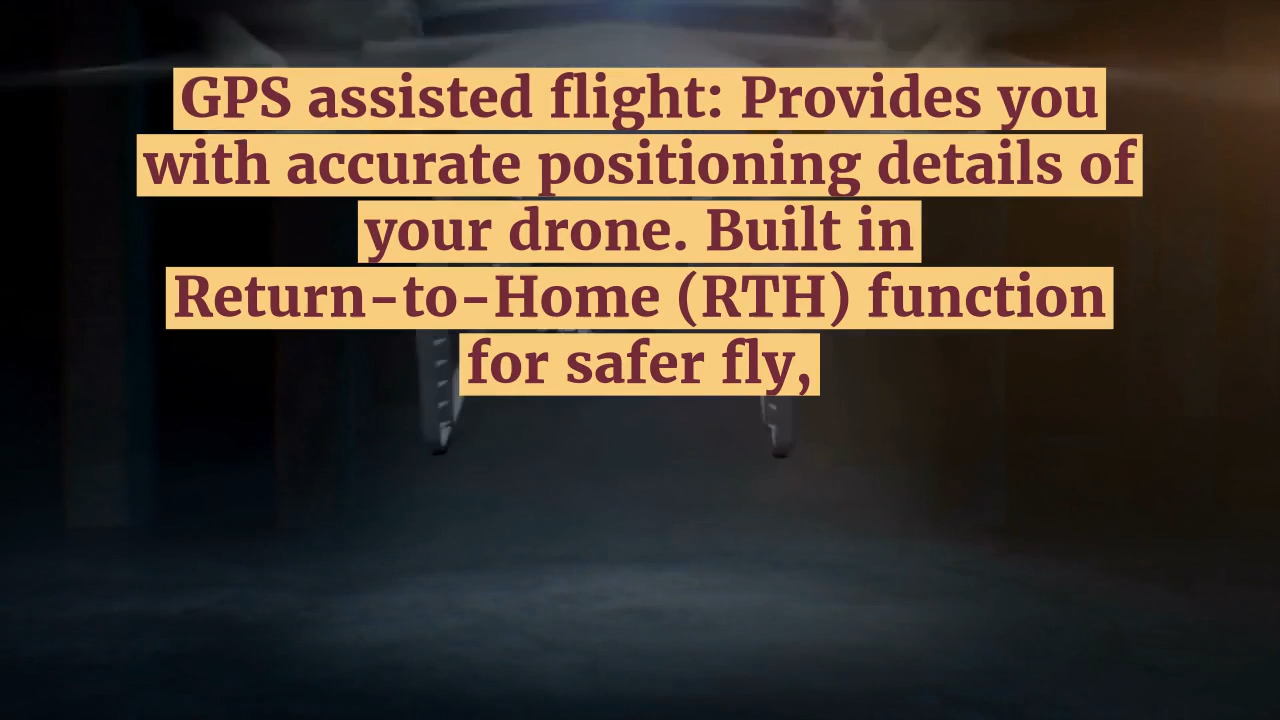 GPS assisted flight: Provides you
with accurate positioning details of
your drone. Built in
Return-to-Home (RTH) function
for safer fly,